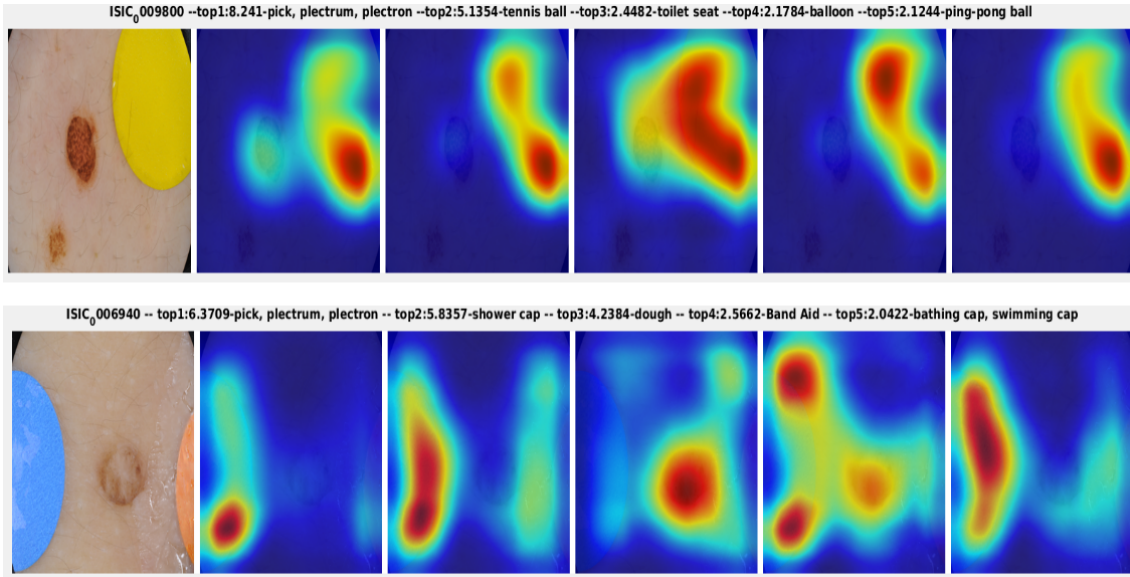 ISIC_0009800 --top1:8.241-pick, plectrum, plectron --top2:5.1354-tennis ball --top3:2.4482-toilet seat --top4:2.1784-balloon --top5:2.1244-ping-pong ball
ISIC_0006940 -- top1:6.3709-pick, plectrum, plectron -- top2:5.8357-shower cap -- top3:4.2384-dough -- top4:2.5662-Band Aid -- top5:2.0422-bathing cap, swimming cap